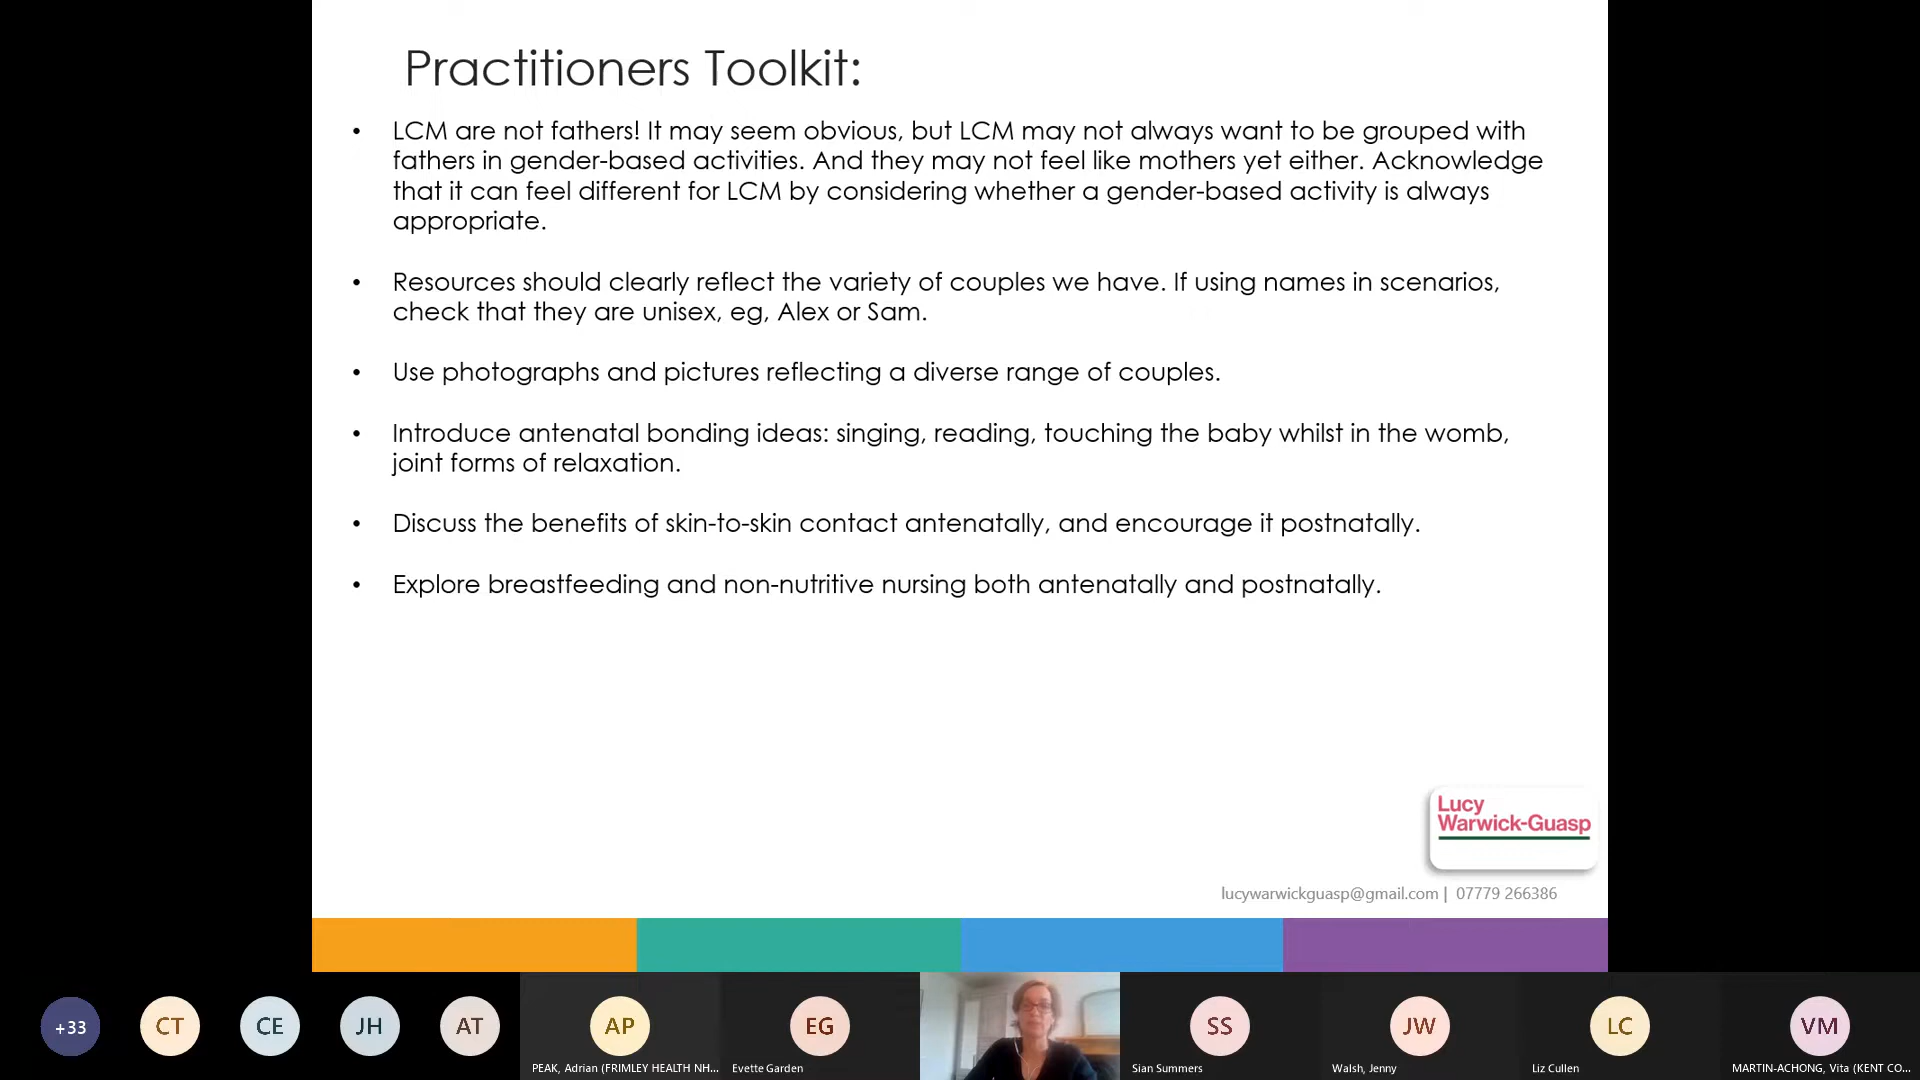 Practitioners Toolkit:
• LCM are not fathers! It may seem obvious, but LCM may not always want to be grouped with
fathers in gender-based activities. And they may not feel like mothers yet either. Acknowledge
that it can feel different for LCM by considering whether a gender-based activity is always
appropriate.
• Resources should clearly reflect the variety of couples we have. If using names in scenarios,
check that they are unisex, eg, Alex or Sam.
• Use photographs and pictures reflecting a diverse range of couples.
• Introduce antenatal bonding ideas: singing, reading, touching the baby whilst in the womb,
joint forms of relaxation.
• Discuss the benefits of skin-to-skin contact antenatally, and encourage it postnatally.
• Explore breastfeeding and non-nutritive nursing both antenatally and postnatally.
Lucy
Warwick-Guasp
lucywarwickguasp@gmail.com | 07779 266386
+33
CT
CE
JH
AT
AP
EG
SS
JW
LC
VM
PEAK, Adrian (FRIMLEY HEALTH NH...
Evette Garden
Sian Summers
Walsh, Jenny
Liz Cullen
MARTIN-ACHONG, Vita (KENT CO...